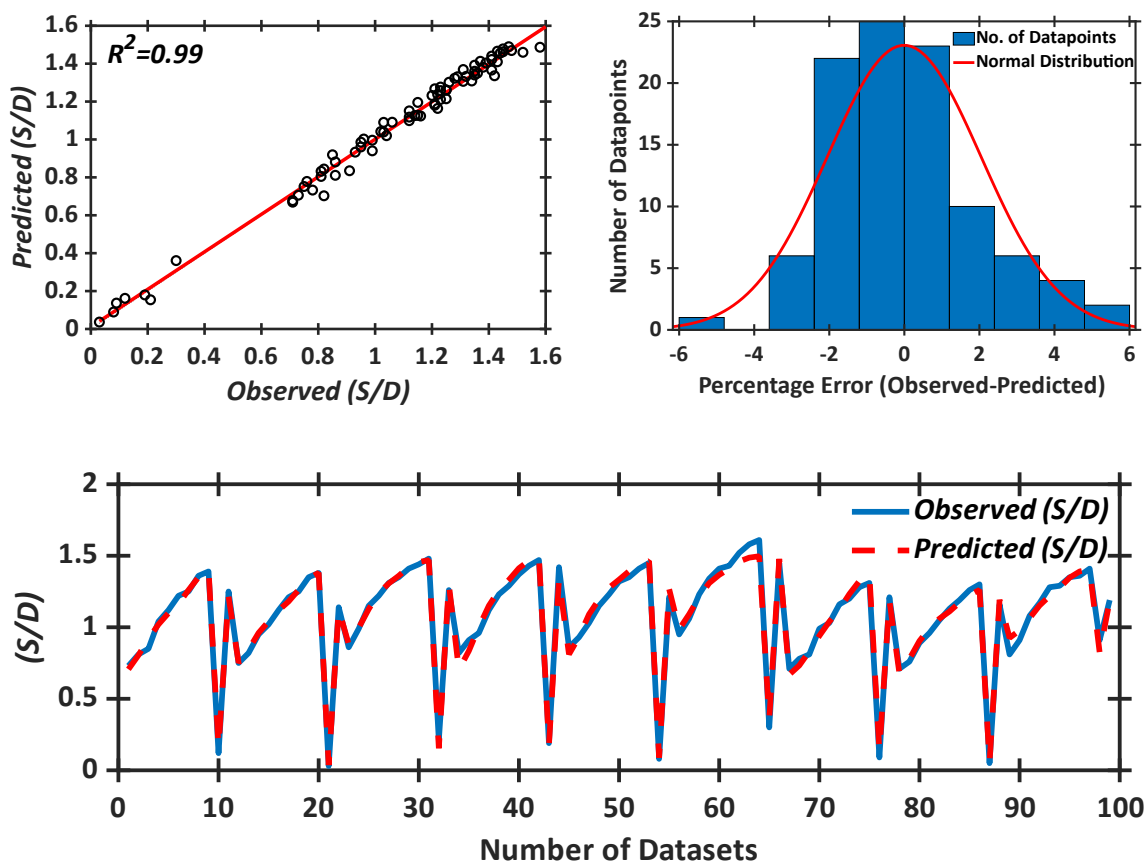 R²=0.99
Predicted (S/D)
1.6
1.4
1.2
1
0.8
0.6
0.4
0.2
0
0 0.2 0.4 0.6 0.8 1 1.2 1.4 1.6
Observed (S/D)
Number of Datapoints
25
20
15
10
5
0
No. of Datapoints
Normal Distribution
-6 -4 -2 0 2 4 6
Percentage Error (Observed-Predicted)
(S/D)
2
1.5
1
0.5
0
Observed (S/D)
Predicted (S/D)
0 10 20 30 40 50 60 70 80 90 100
Number of Datasets